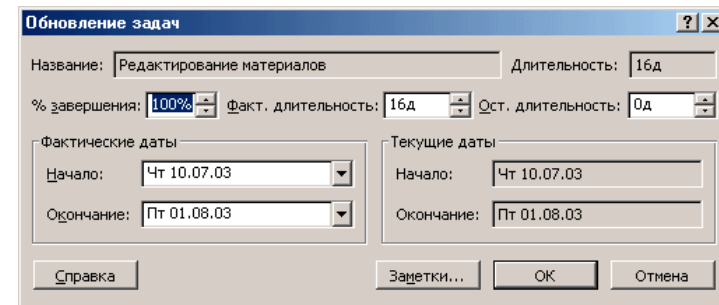 Обновление задач
Название: Редактирование материалов Длительность: 16д
% завершения: 100% Факт. длительность: 16д Ост. длительность: 0д
Фактические даты Текущие даты
Начало: Чт 10.07.03 Начало: Чт 10.07.03
Окончание: Пт 01.08.03 Окончание: Пт 01.08.03
Справка Заметки... ОК Отмена